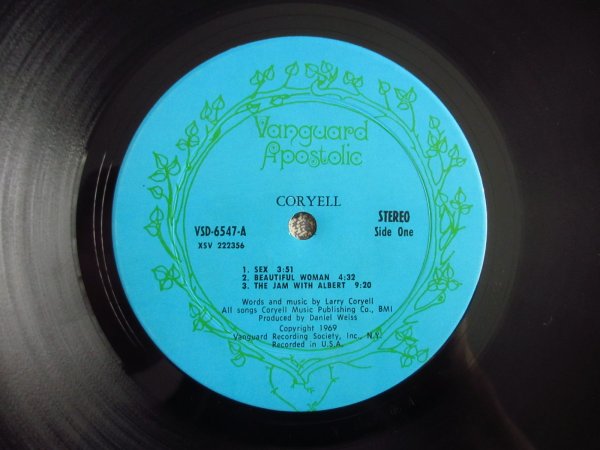 Vanguard
Apostolic
CORYELL
VSD-6547-A
XSV 222356
STEREO
Side One
1. SEX 3:51
2. BEAUTIFUL WOMAN 4:32
3. THE JAM WITH ALBERT 9:20
Words and music by Larry Coryell
All songs Coryell Music Publishing Co., BMI
Produced by Daniel Weiss
Copyright 1969
Vanguard Recording Society, Inc., N.Y.
Recorded in U.S.A.